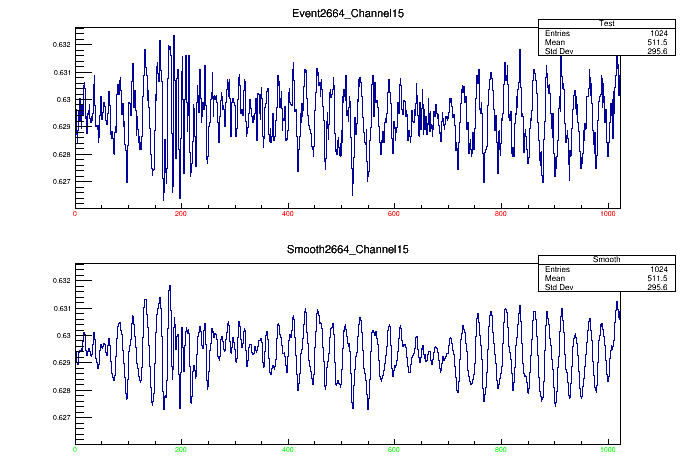 Event2664_Channel15
Test
Entries 1024
Mean 511.5
Std Dev 295.6
0.632
0.631
0.63
0.629
0.628
0.627
0 200 400 600 800 1000
Smooth2664_Channel15
Smooth
Entries 1024
Mean 511.5
Std Dev 295.6
0.632
0.631
0.63
0.629
0.628
0.627
0 200 400 600 800 1000